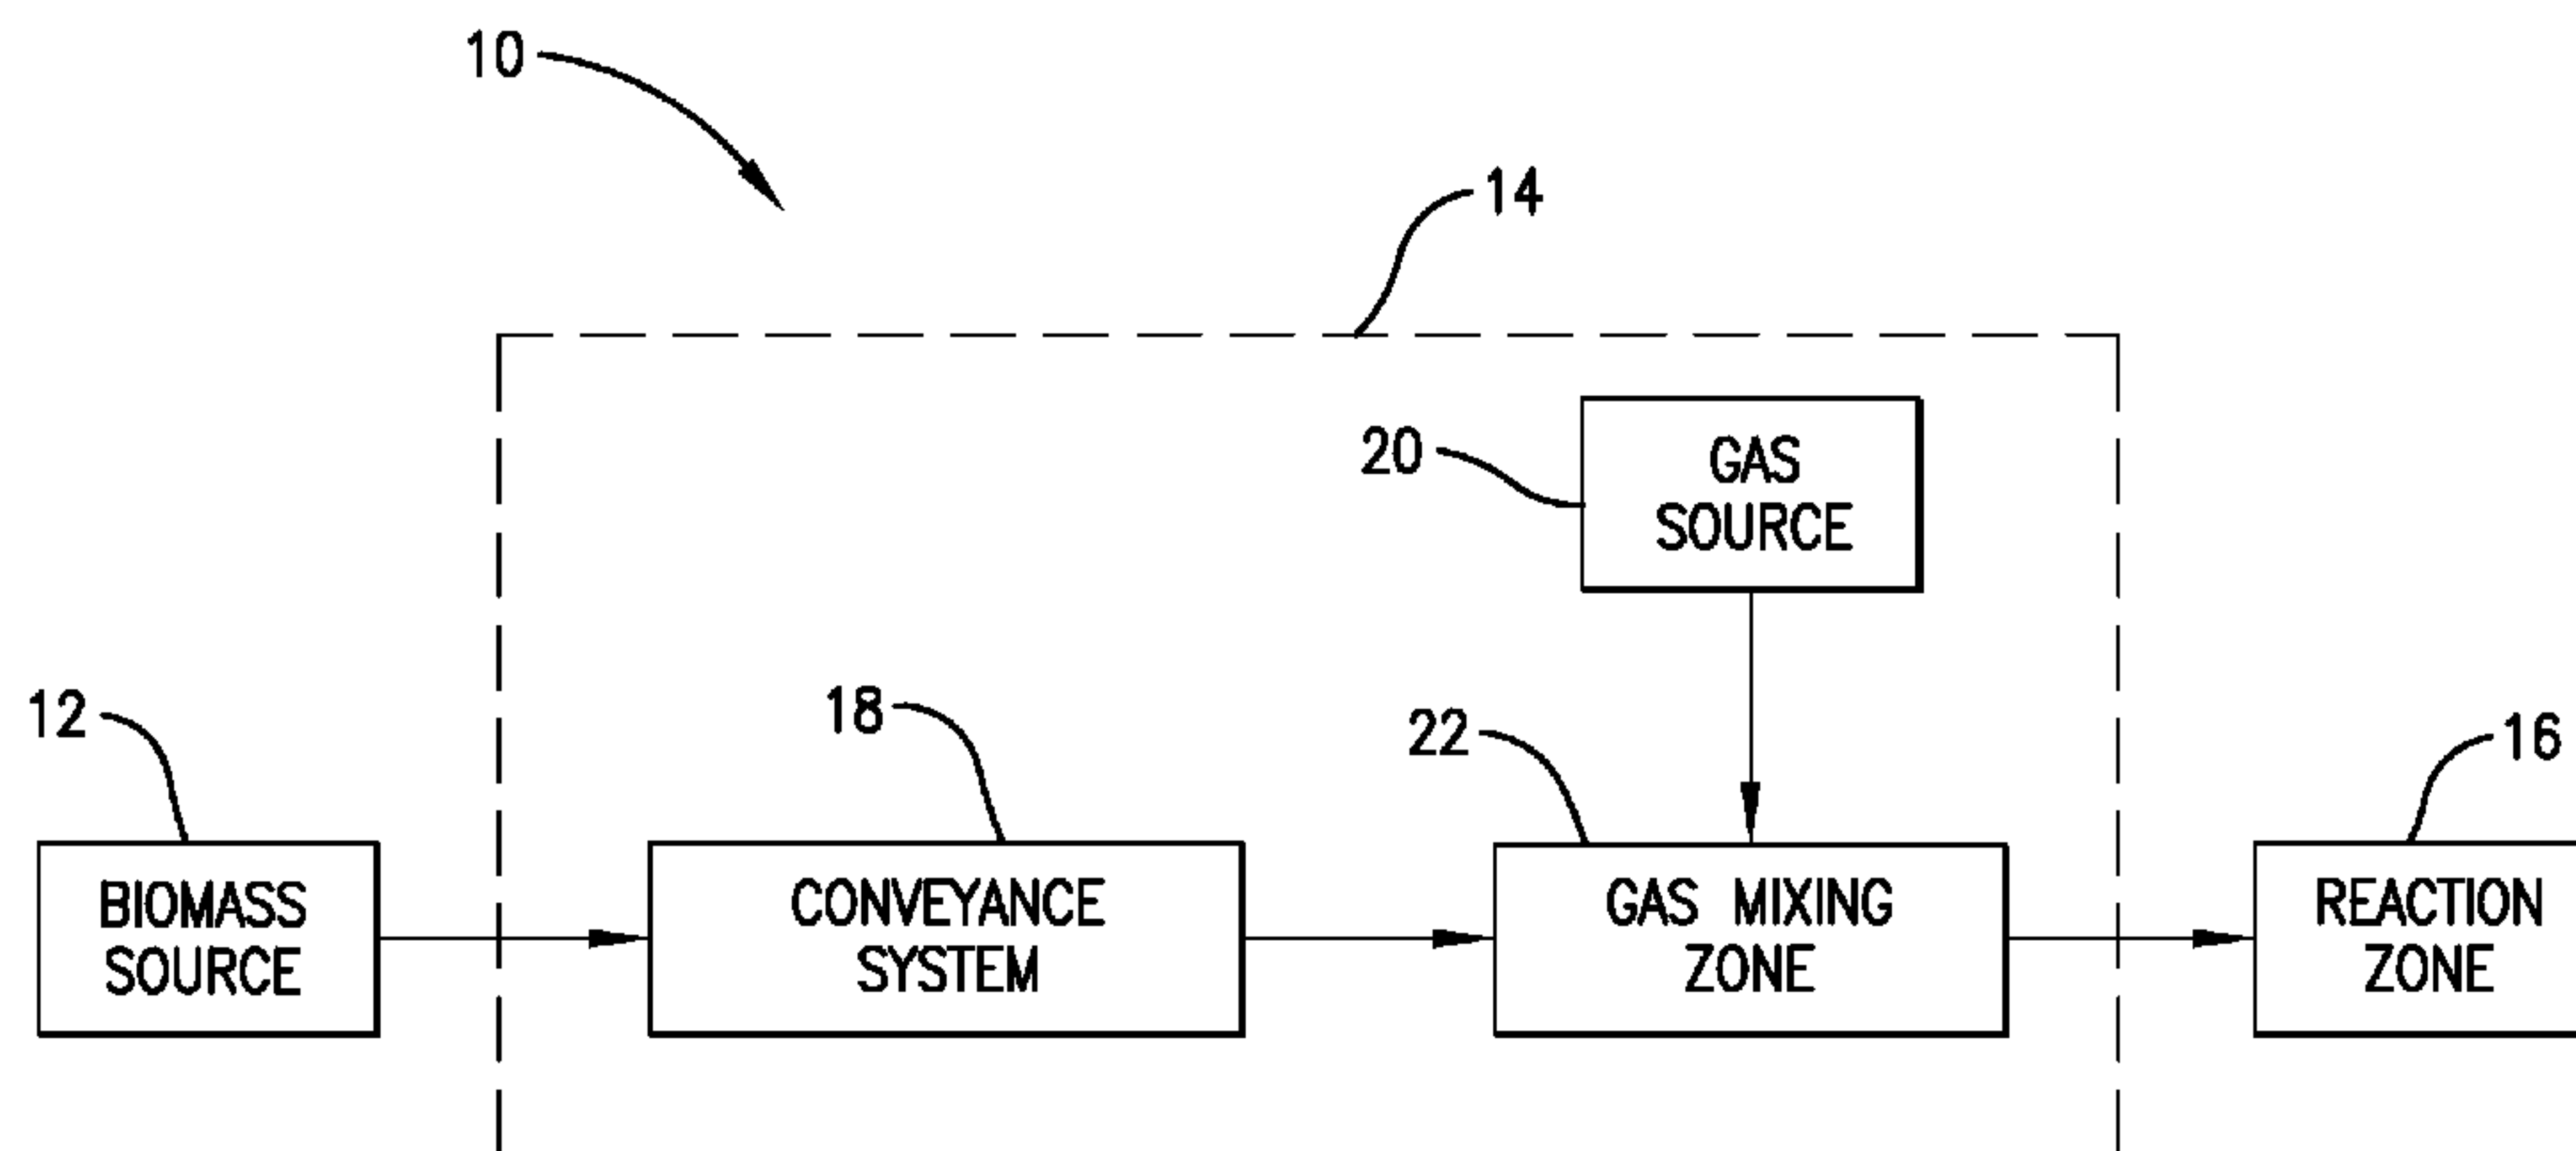 10
14
20
GAS
SOURCE
12
18
22
16
BIOMASS
SOURCE
CONVEYANCE
SYSTEM
GAS MIXING
ZONE
REACTION
ZONE